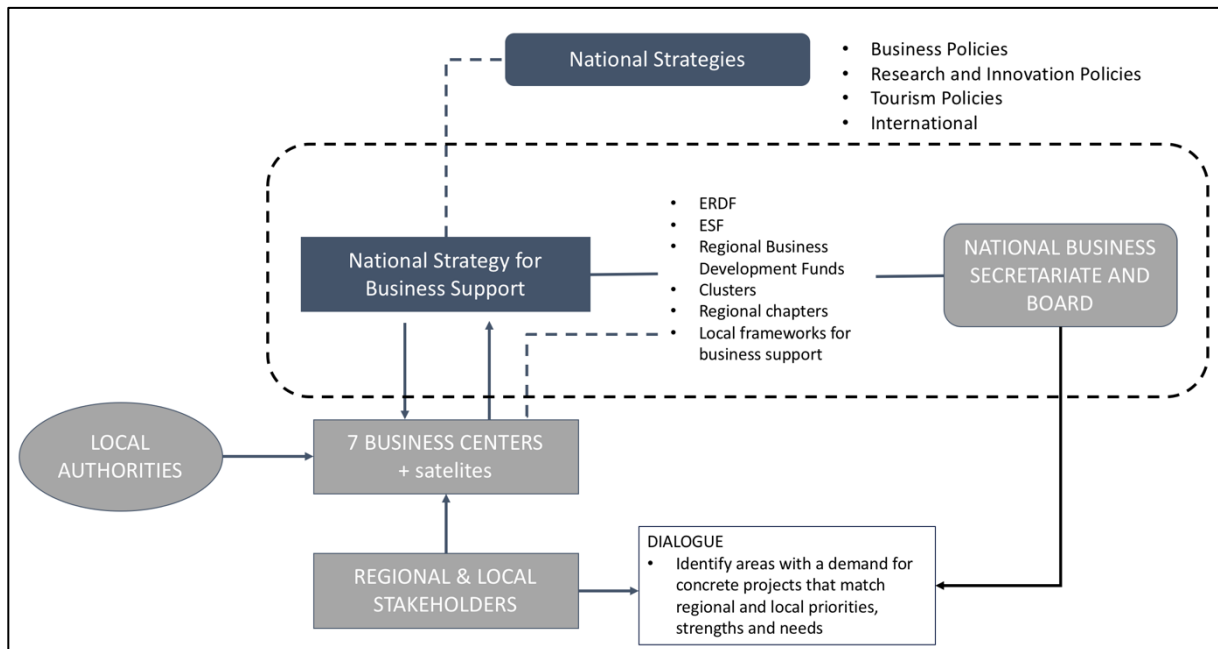 National Strategies
• Business Policies
• Research and Innovation Policies
• Tourism Policies
• International
National Strategy for
Business Support
• ERDF
• ESF
• Regional Business
Development Funds
• Clusters
• Regional chapters
• Local frameworks for
business support
NATIONAL BUSINESS
SECRETARIATE AND
BOARD
LOCAL
AUTHORITIES
7 BUSINESS CENTERS
+ satelites
REGIONAL & LOCAL
STAKEHOLDERS
DIALOGUE
• Identify areas with a demand for
concrete projects that match
regional and local priorities,
strengths and needs